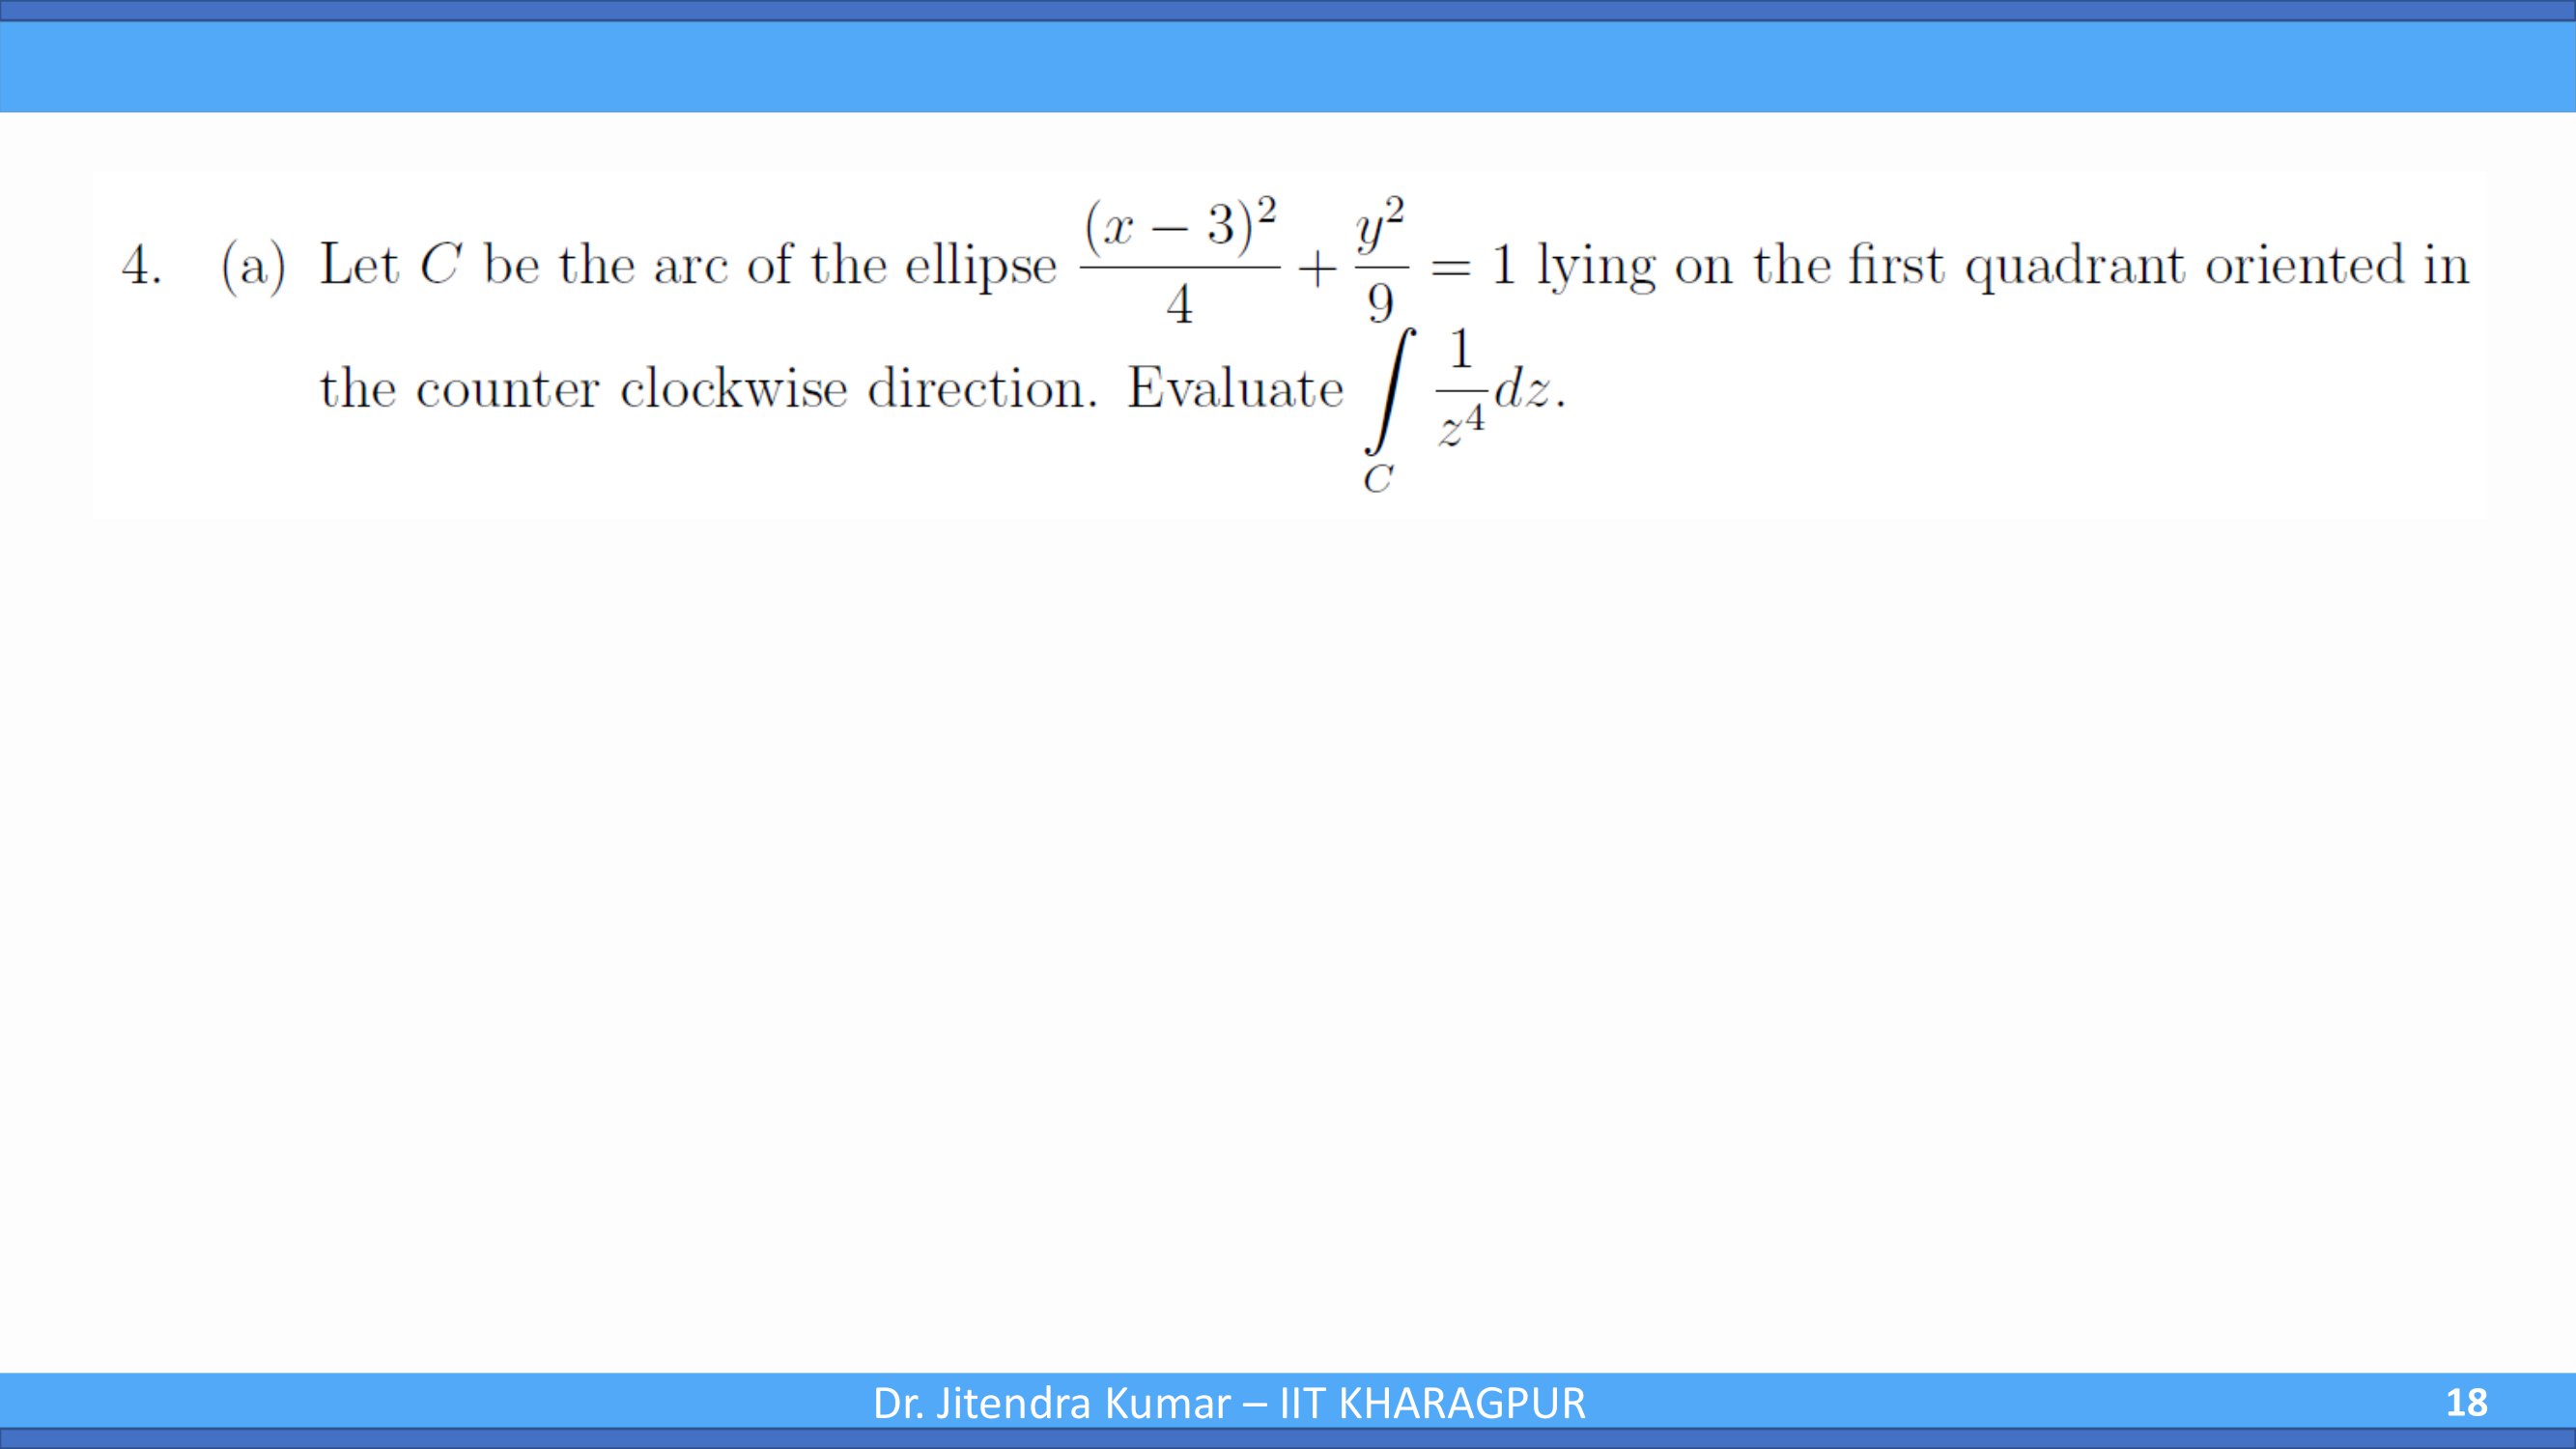 4. (a) Let C be the arc of the ellipse \frac{(x-3)^2}{4} + \frac{y^2}{9} = 1 lying on the first quadrant oriented in
the counter clockwise direction. Evaluate \int\limits_C \frac{1}{z^4} dz.
Dr. Jitendra Kumar – IIT KHARAGPUR 18